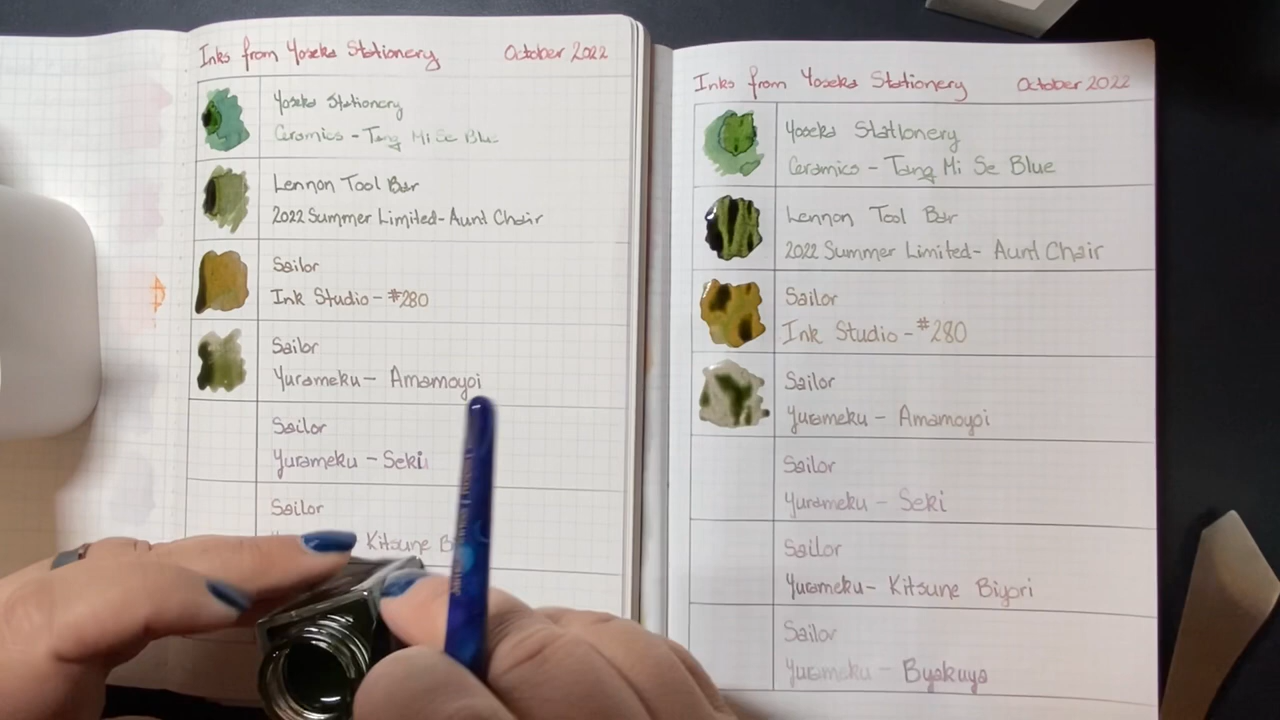 Inks from Yoseka Stationery October 2022
Yoseka Stationery
Ceramics - Tang Mi Se Blue
Lennon Tool Bar
2022 Summer Limited - Aunt Chair
Sailor
Ink Studio - #280
Sailor
Yurameku - Amamoyoi
Sailor
Yurameku - Seki
Sailor
Kitsune B
Inks from Yoseka Stationery October 2022
Yoseka Stationery
Ceramics - Tang Mi Se Blue
Lennon Tool Bar
2022 Summer Limited - Aunt Chair
Sailor
Ink Studio - #280
Sailor
Yurameku - Amamoyoi
Sailor
Yurameku - Seki
Sailor
Yurameku - Kitsune Biyori
Sailor
Yurameku - Byakuya